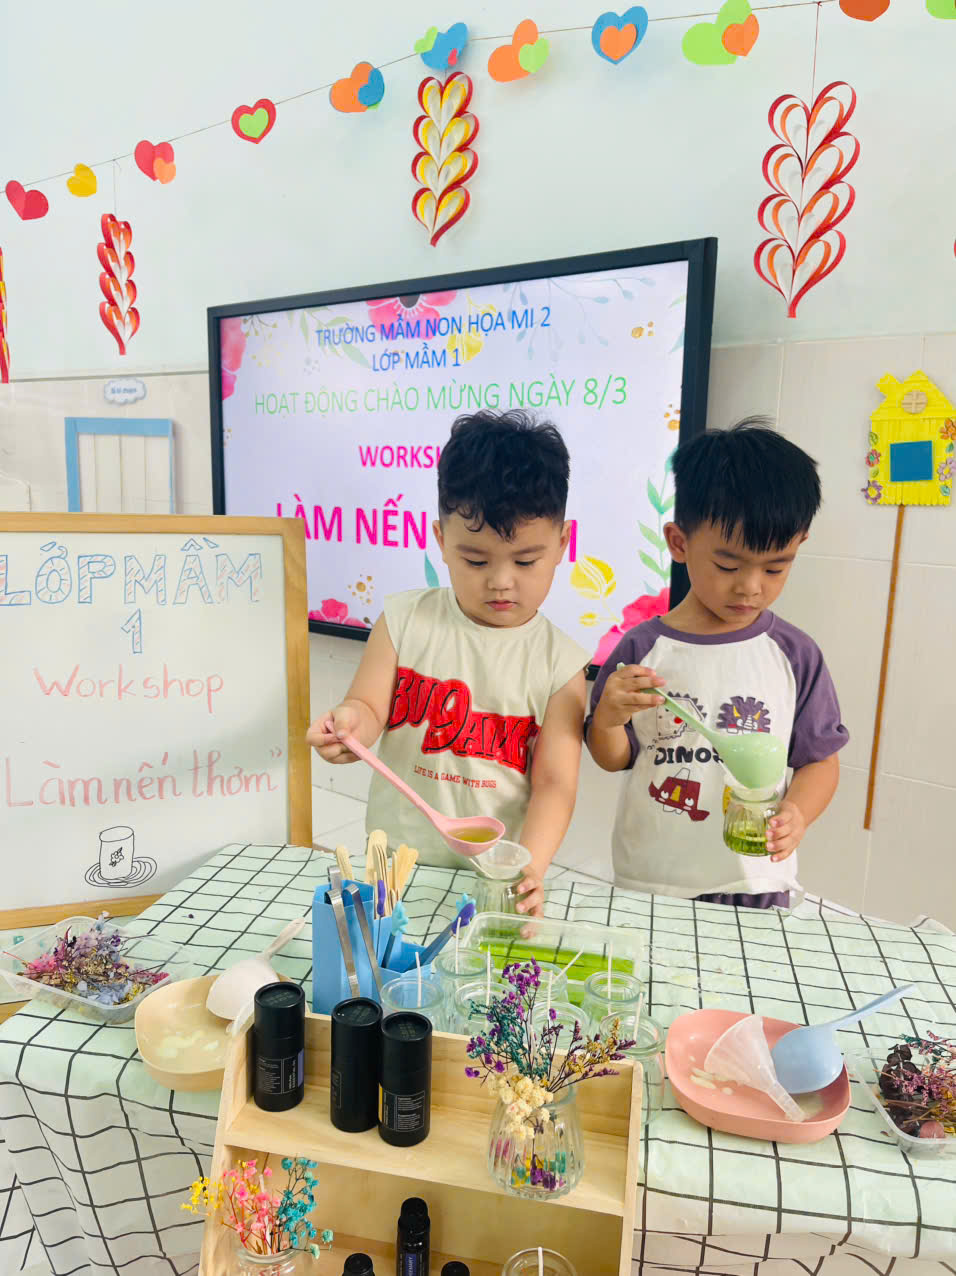 TRƯỜNG MẦM NON HỌA MI 2
LỚP MẦM 1
HOẠT ĐỘNG CHÀO MỪNG NGÀY 8/3
WORKS
LÀM NẾN
LỚP MẦM
1
Workshop
Làm nến thơm"
LIFE IS A GAME WITH BUGS
DINO